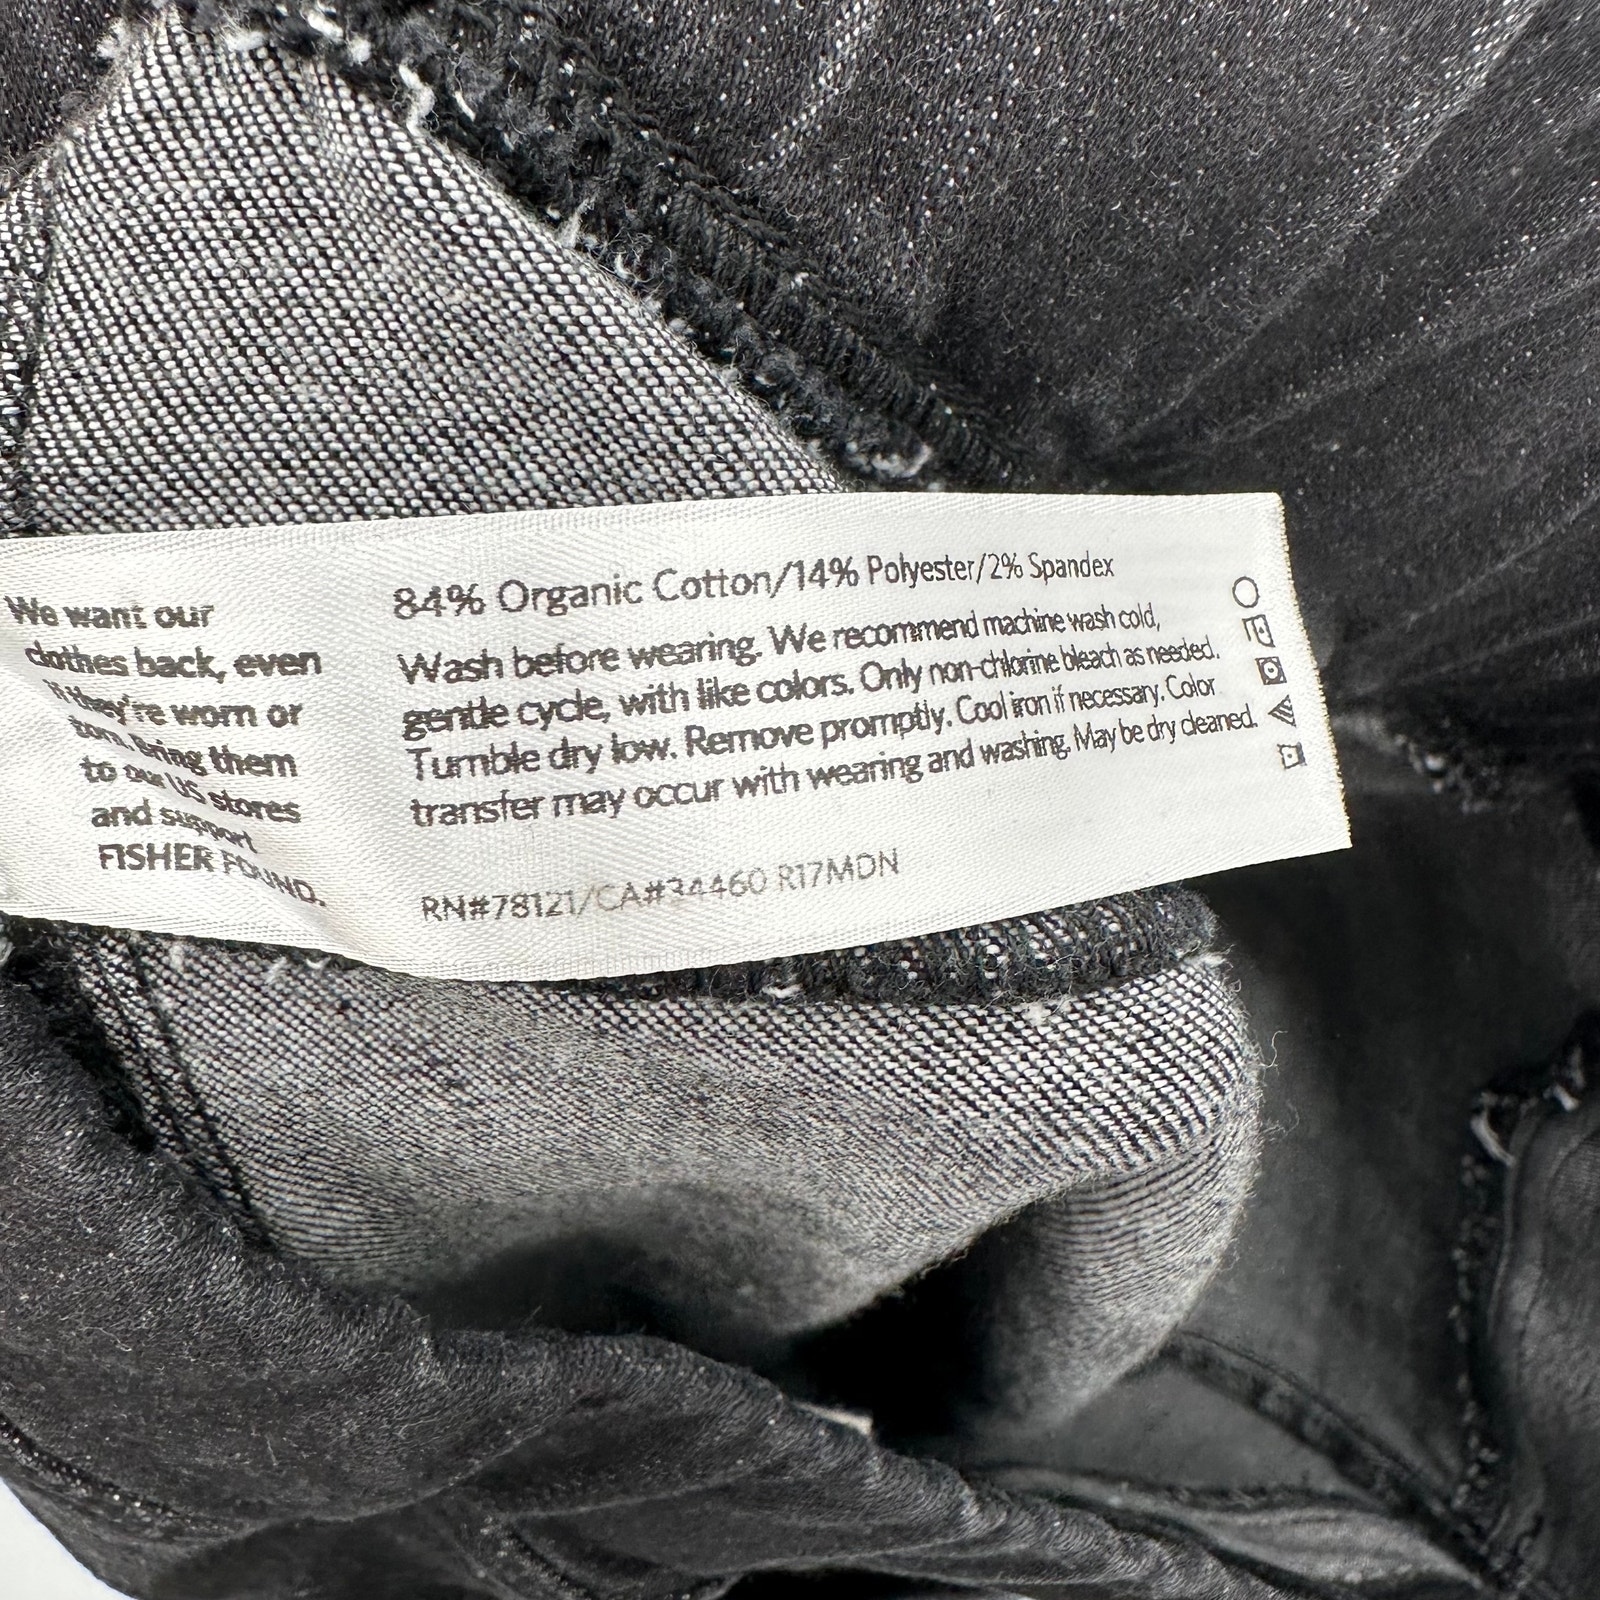 We want our
clothes back, even
if they're worn or
torn. Bring them
to our US stores
and support
FISHER FOUND.
84% Organic Cotton/14% Polyester/2% Spandex
Wash before wearing. We recommend machine wash cold,
gentle cycle, with like colors. Only non-chlorine bleach as needed.
Tumble dry low. Remove promptly. Cool iron if necessary. Color
transfer may occur with wearing and washing. May be dry cleaned.
RN#78121/CA#34460 R17MDN